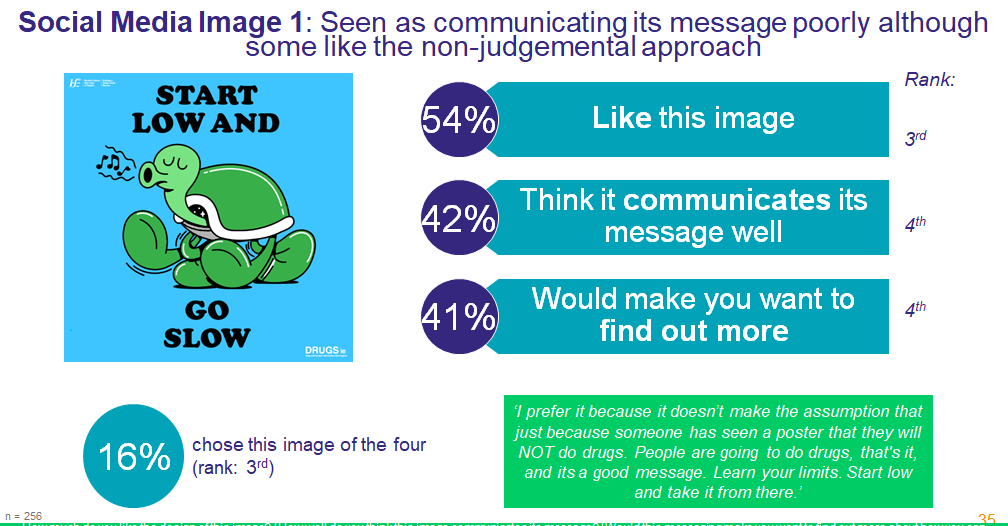 Social Media Image 1: Seen as communicating its message poorly although
some like the non-judgemental approach
Rank:
START
LOW AND
GO
SLOW
DRUGS.ie
54%
Like this image
3rd
42%
Think it communicates its
message well
4th
41%
Would make you want to
find out more
4th
16%
chose this image of the four
(rank: 3rd)
‘I prefer it because it doesn’t make the assumption that
just because someone has seen a poster that they will
NOT do drugs. People are going to do drugs, that's it,
and its a good message. Learn your limits. Start low
and take it from there.’
n = 256
35